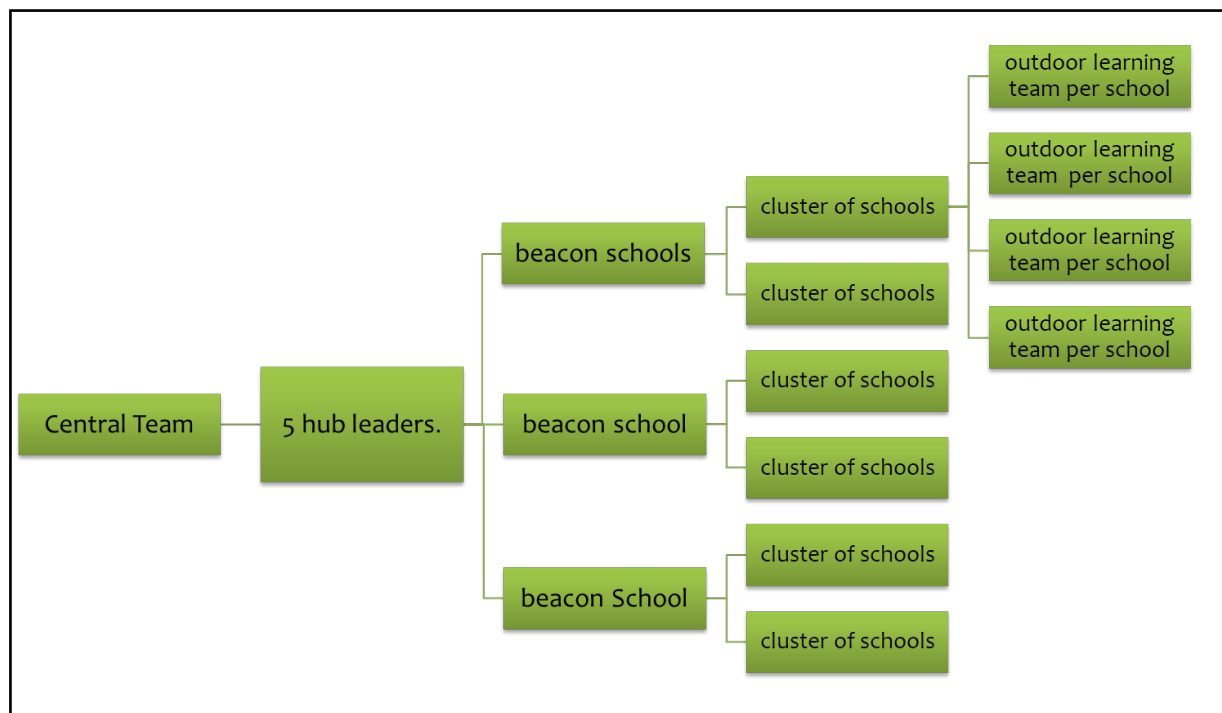 Central Team
5 hub leaders.
beacon schools
cluster of schools
outdoor learning
team per school
outdoor learning
team  per school
outdoor learning
team per school
outdoor learning
team per school
cluster of schools
beacon school
cluster of schools
cluster of schools
beacon School
cluster of schools
cluster of schools